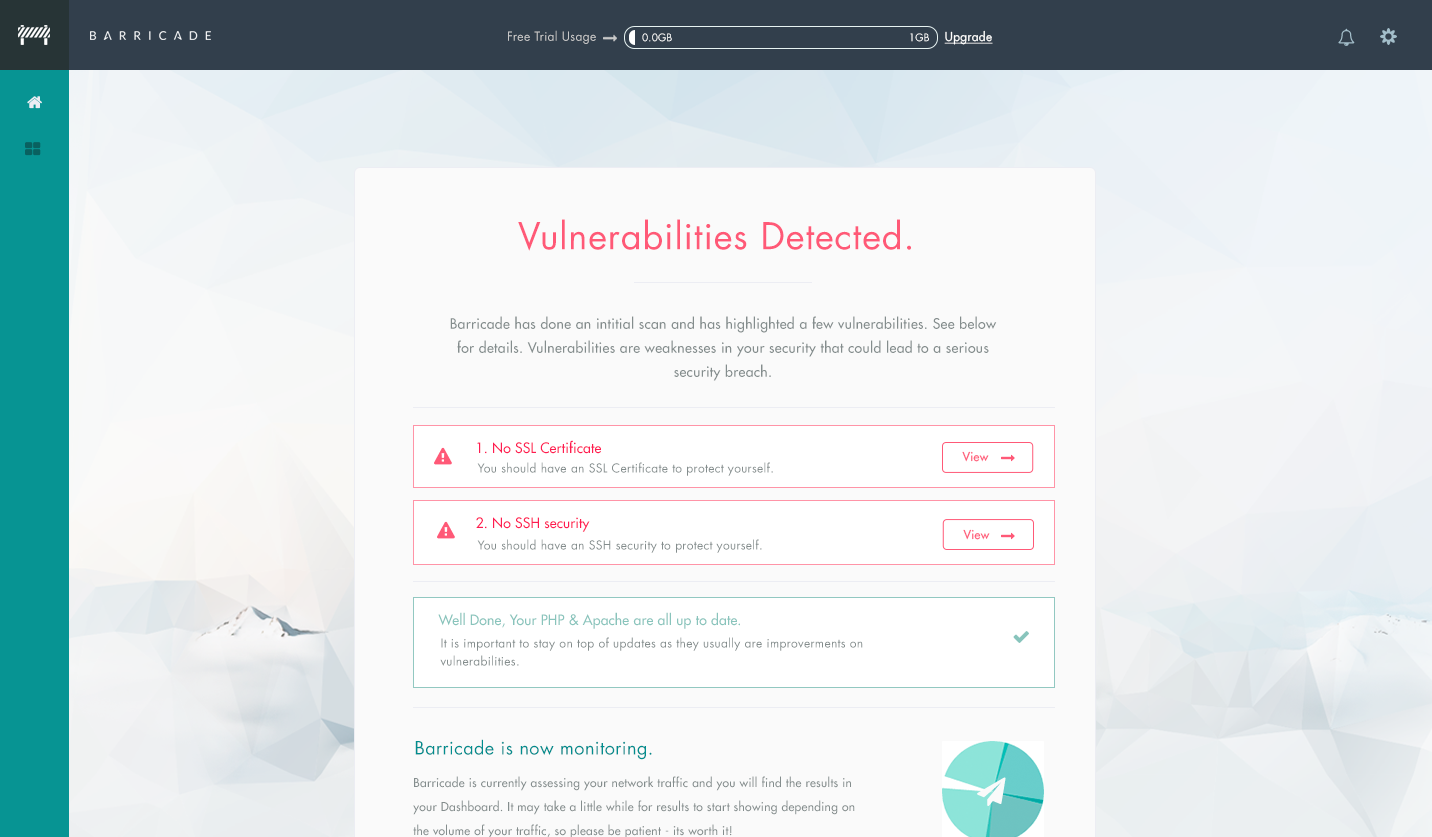 BARRICADE
Free Trial Usage
0.0GB
1GB
Upgrade
Vulnerabilities Detected.
Barricade has done an intitial scan and has highlighted a few vulnerabilities. See below
for details. Vulnerabilities are weaknesses in your security that could lead to a serious
security breach.
1. No SSL Certificate
You should have an SSL Certificate to protect yourself.
View
2. No SSH security
You should have an SSH security to protect yourself.
View
Well Done, Your PHP & Apache are all up to date.
It is important to stay on top of updates as they usually are improverments on
vulnerabilities.
Barricade is now monitoring.
Barricade is currently assessing your network traffic and you will find the results in
your Dashboard. It may take a little while for results to start showing depending on
the volume of your traffic, so please be patient - its worth it!